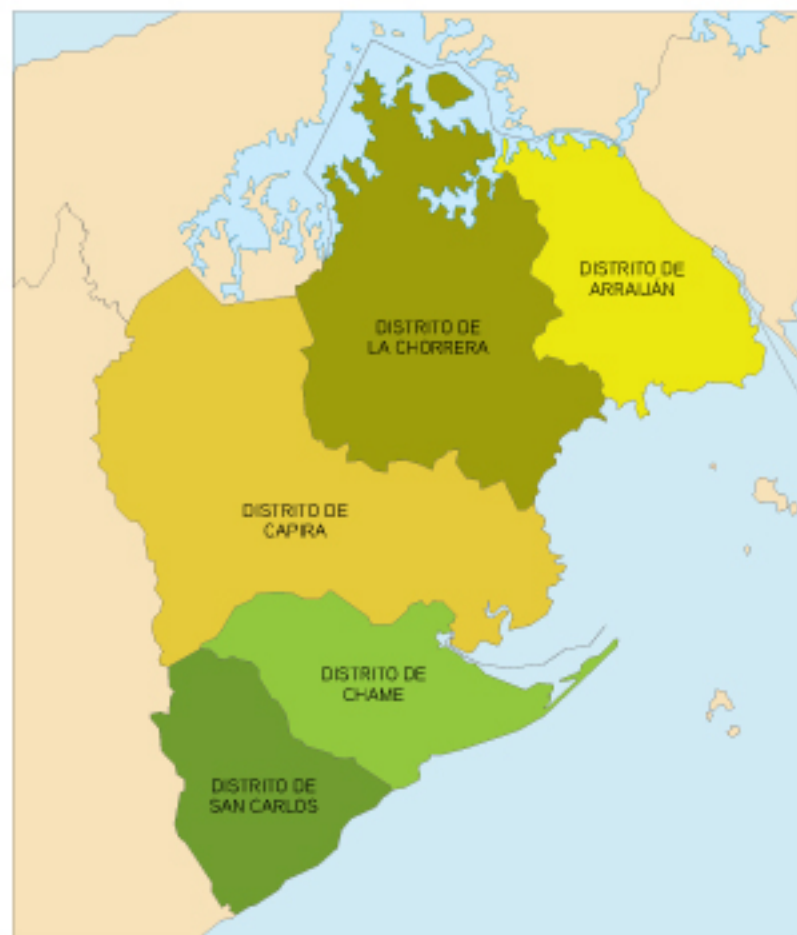 DISTRITO DE
ARRAIJÁN
DISTRITO DE
LA CHORRERA
DISTRITO DE
CAPIRA
DISTRITO DE
CHAME
DISTRITO DE
SAN CARLOS